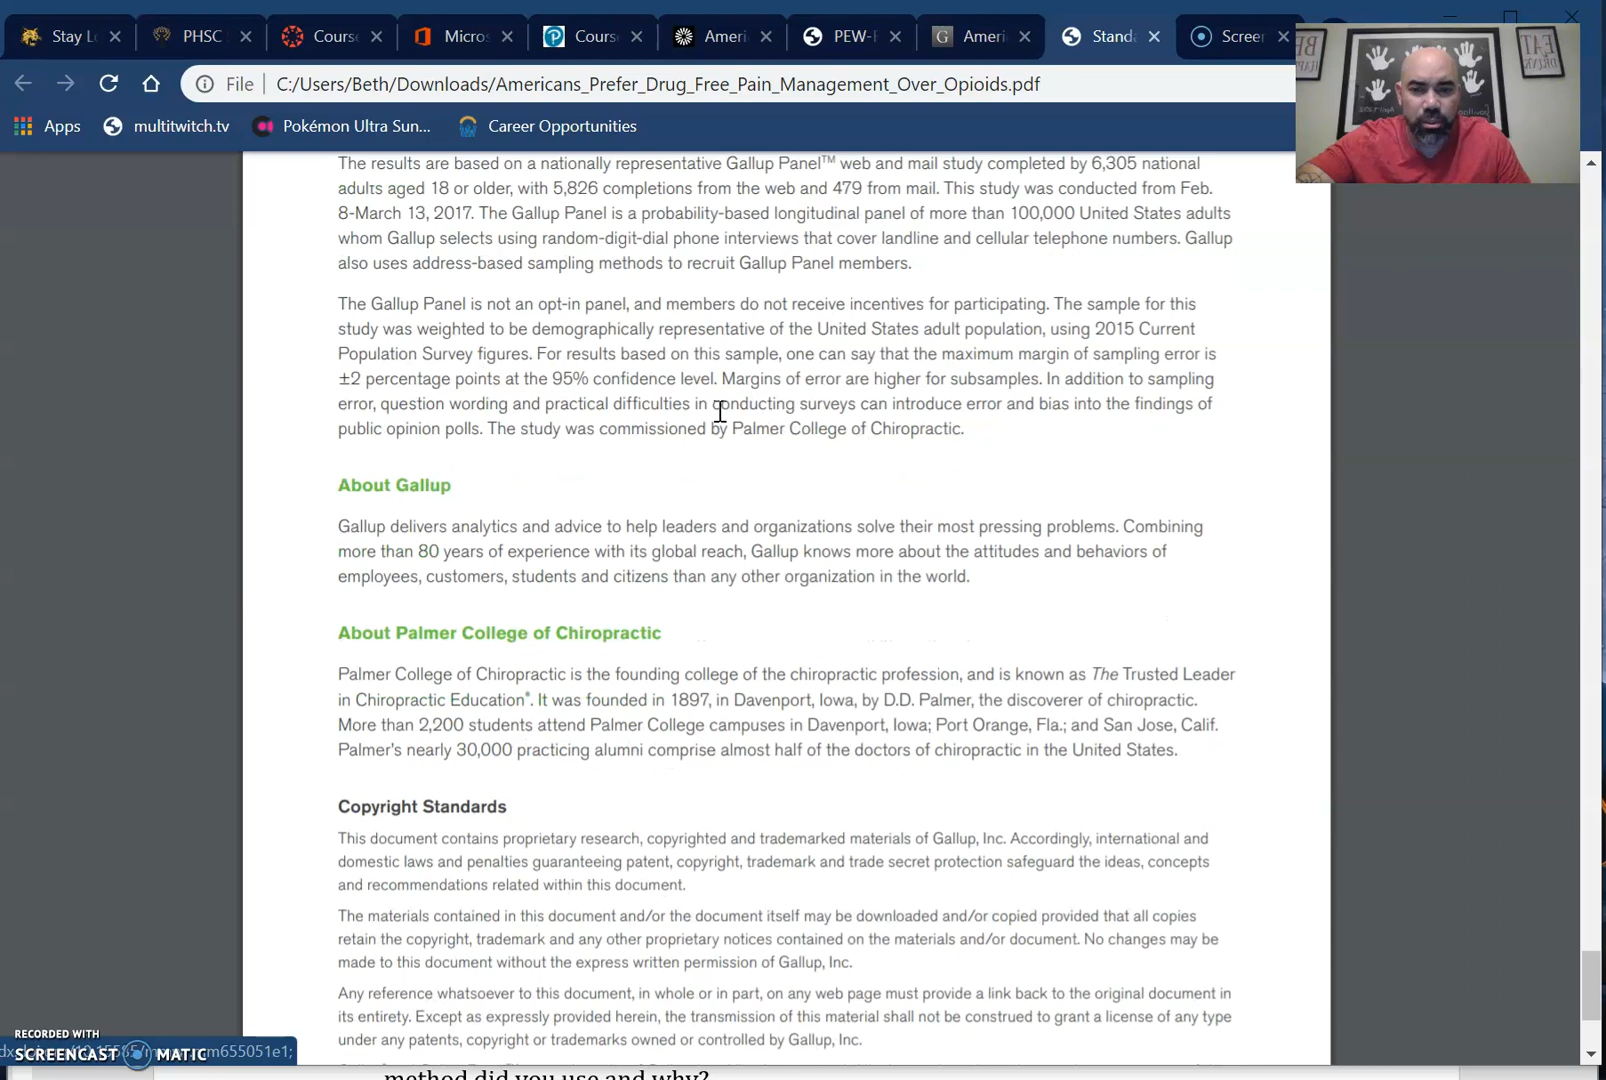 Stay L
PHSC
Course
Micros
Course
Ameri
PEW-F
Ameri
Standa
Screen
File
C:/Users/Beth/Downloads/Americans_Prefer_Drug_Free_Pain_Management_Over_Opioids.pdf
Apps
multitwitch.tv
Pokémon Ultra Sun...
Career Opportunities
EAT
DRINK
The results are based on a nationally representative Gallup Panel™ web and mail study completed by 6,305 national
adults aged 18 or older, with 5,826 completions from the web and 479 from mail. This study was conducted from Feb.
8-March 13, 2017. The Gallup Panel is a probability-based longitudinal panel of more than 100,000 United States adults
whom Gallup selects using random-digit-dial phone interviews that cover landline and cellular telephone numbers. Gallup
also uses address-based sampling methods to recruit Gallup Panel members.
The Gallup Panel is not an opt-in panel, and members do not receive incentives for participating. The sample for this
study was weighted to be demographically representative of the United States adult population, using 2015 Current
Population Survey figures. For results based on this sample, one can say that the maximum margin of sampling error is
±2 percentage points at the 95% confidence level. Margins of error are higher for subsamples. In addition to sampling
error, question wording and practical difficulties in conducting surveys can introduce error and bias into the findings of
public opinion polls. The study was commissioned by Palmer College of Chiropractic.
About Gallup
Gallup delivers analytics and advice to help leaders and organizations solve their most pressing problems. Combining
more than 80 years of experience with its global reach, Gallup knows more about the attitudes and behaviors of
employees, customers, students and citizens than any other organization in the world.
About Palmer College of Chiropractic
Palmer College of Chiropractic is the founding college of the chiropractic profession, and is known as The Trusted Leader
in Chiropractic Education®. It was founded in 1897, in Davenport, Iowa, by D.D. Palmer, the discoverer of chiropractic.
More than 2,200 students attend Palmer College campuses in Davenport, Iowa; Port Orange, Fla.; and San Jose, Calif.
Palmer's nearly 30,000 practicing alumni comprise almost half of the doctors of chiropractic in the United States.
Copyright Standards
This document contains proprietary research, copyrighted and trademarked materials of Gallup, Inc. Accordingly, international and
domestic laws and penalties guaranteeing patent, copyright, trademark and trade secret protection safeguard the ideas, concepts
and recommendations related within this document.
The materials contained in this document and/or the document itself may be downloaded and/or copied provided that all copies
retain the copyright, trademark and any other proprietary notices contained on the materials and/or document. No changes may be
made to this document without the express written permission of Gallup, Inc.
Any reference whatsoever to this document, in whole or in part, on any web page must provide a link back to the original document in
its entirety. Except as expressly provided herein, the transmission of this material shall not be construed to grant a license of any type
under any patents, copyright or trademarks owned or controlled by Gallup, Inc.
RECORDED WITH
SCREENCAST MATIC
method did you use and why?